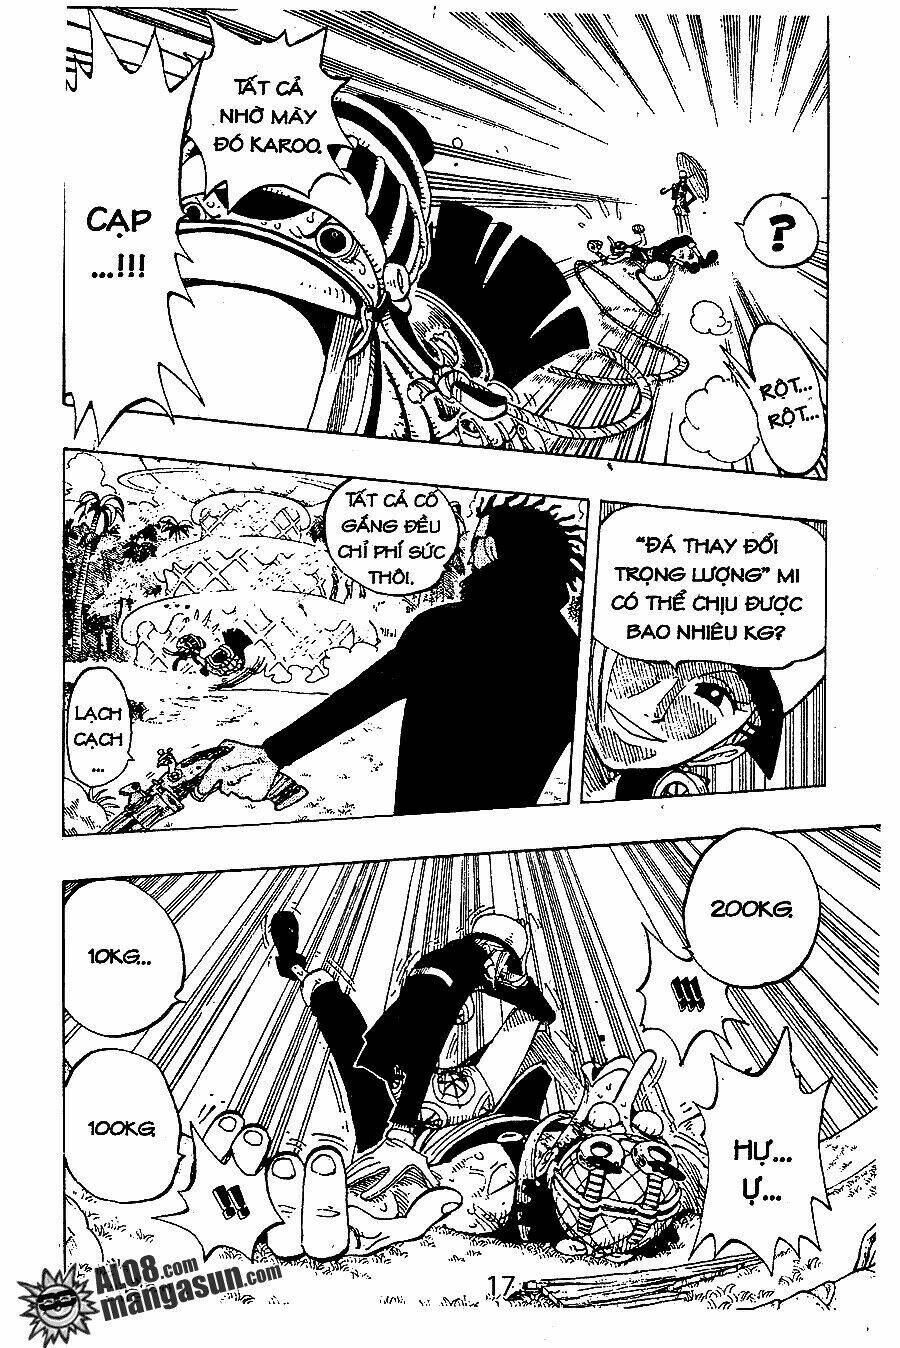 TẤT CẢ
NHỜ MÀY
ĐÓ KAROO.
CẠP
...!!!
?
RỘT...
RỘT...
TẤT CẢ CỐ
GẮNG ĐỀU
CHỈ PHÍ SỨC
THÔI.
LẠCH
CẠCH
...
"ĐÁ THAY ĐỔI
TRỌNG LƯỢNG" MI
CÓ THỂ CHỊU ĐƯỢC
BAO NHIÊU KG?
200KG.
10KG...
!!!
100KG.
!!
HỰ...
Ự...
17
ALO8.com
mangasun.com